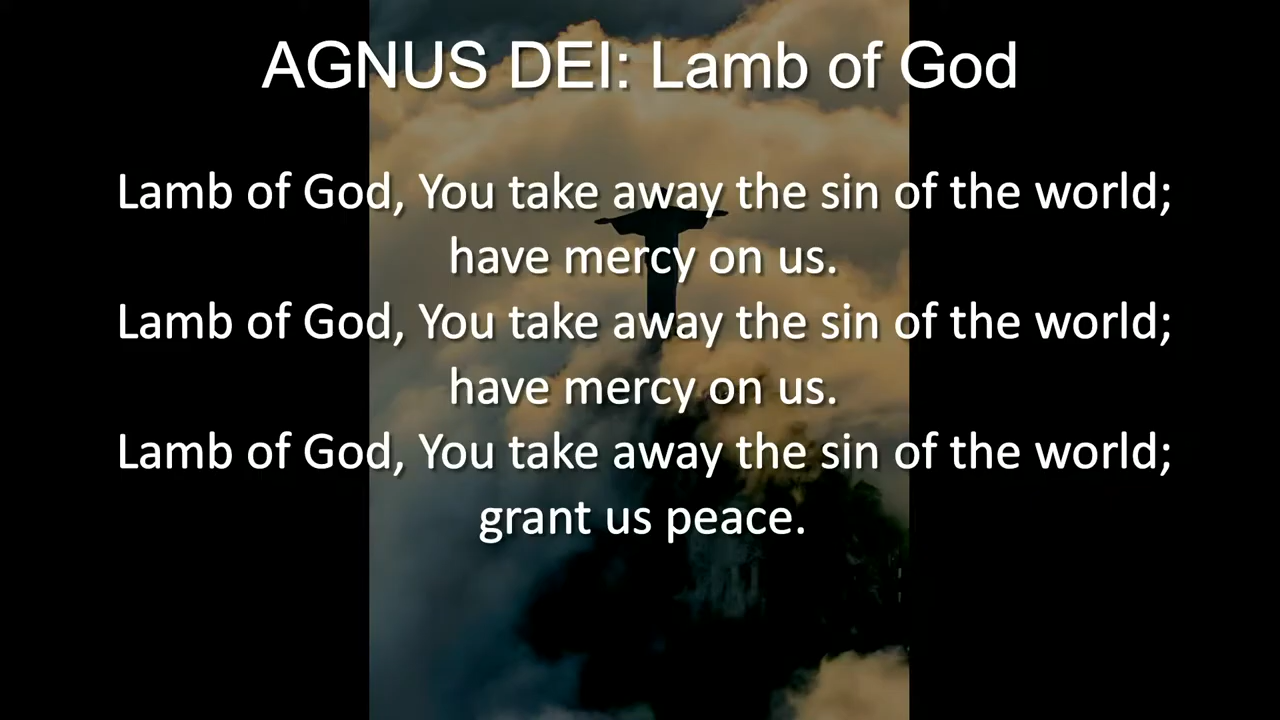 AGNUS DEI: Lamb of God
Lamb of God, You take away the sin of the world;
have mercy on us.
Lamb of God, You take away the sin of the world;
have mercy on us.
Lamb of God, You take away the sin of the world;
grant us peace.